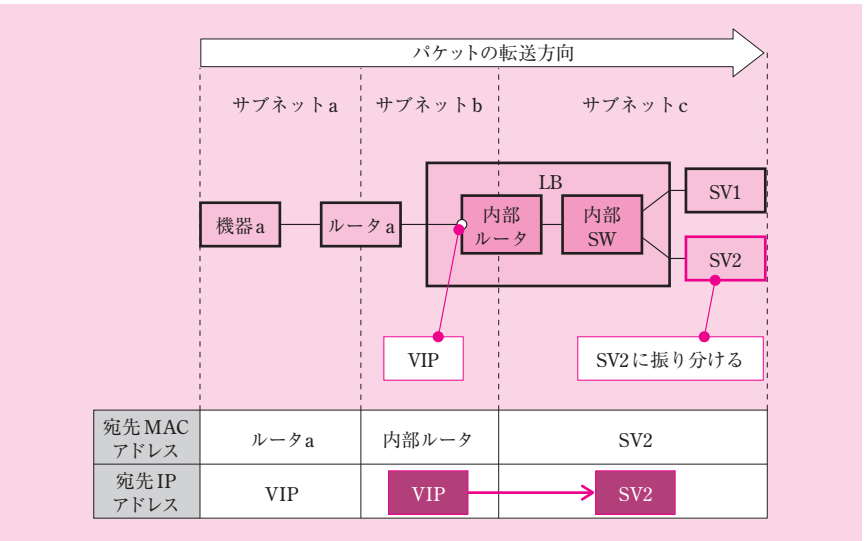 パケットの転送方向
サブネットa
サブネットb
サブネットc
LB
機器a
ルータa
内部
ルータ
内部
SW
SV1
SV2
VIP
SV2に振り分ける
宛先MAC
アドレス
ルータa
内部ルータ
SV2
宛先IP
アドレス
VIP
VIP
SV2